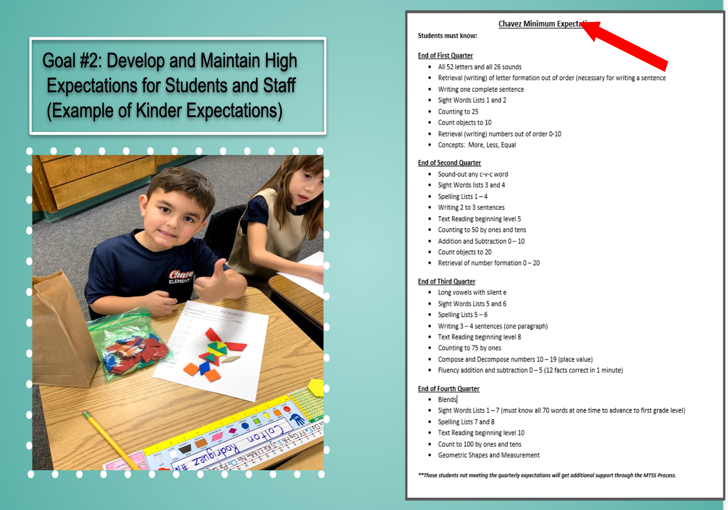 Goal #2: Develop and Maintain High
Expectations for Students and Staff
(Example of Kinder Expectations)
Chavez
ELEMENT
Colton
Rodriguez
Chavez Minimum
Students must know:
End of First Quarter
• All 52 letters and all 26 sounds
• Retrieval (writing) of letter formation out of order (necessary for writing a sentence
• Writing one complete sentence
• Sight Words Lists 1 and 2
• Counting to 25
• Count objects to 10
• Retrieval (writing) numbers out of order 0-10
• Concepts: More, Less, Equal
End of Second Quarter
• Sound-out any c-v-c word
• Sight Words lists 3 and 4
• Spelling Lists 1 – 4
• Writing 2 to 3 sentences
• Text Reading beginning level 5
• Counting to 50 by ones and tens
• Addition and Subtraction 0 – 10
• Count objects to 20
• Retrieval of number formation 0 – 20
End of Third Quarter
• Long vowels with silent e
• Sight Words Lists 5 and 6
• Spelling Lists 5 – 6
• Writing 3 – 4 sentences (one paragraph)
• Text Reading beginning level 8
• Counting to 75 by ones
• Compose and Decompose numbers 10 – 19 (place value)
• Fluency addition and subtraction 0 – 5 (12 facts correct in 1 minute)
End of Fourth Quarter
• Blends
• Sight Words Lists 1 – 7 (must know all 70 words at one time to advance to first grade level)
• Spelling Lists 7 and 8
• Text Reading beginning level 10
• Count to 100 by ones and tens
• Geometric Shapes and Measurement
**Those students not meeting the quarterly expectations will get additional support through the MTSS Process.